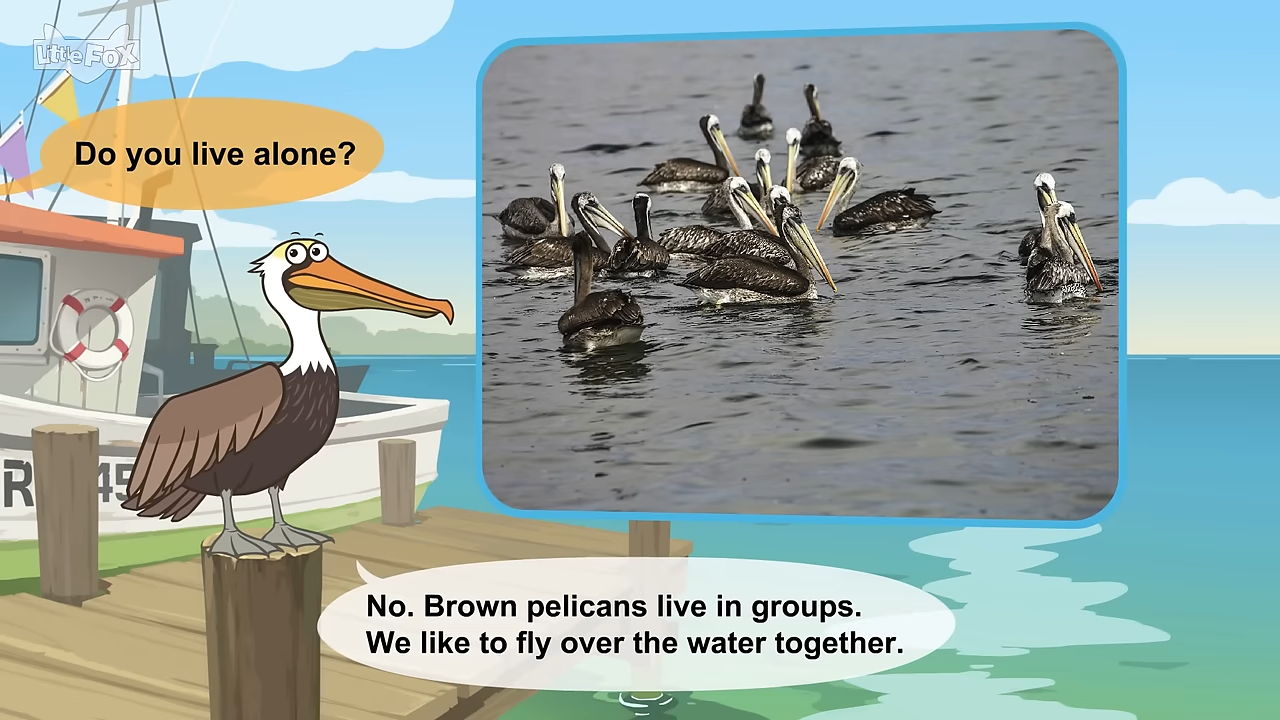 Little Fox
Do you live alone?
No. Brown pelicans live in groups.
We like to fly over the water together.